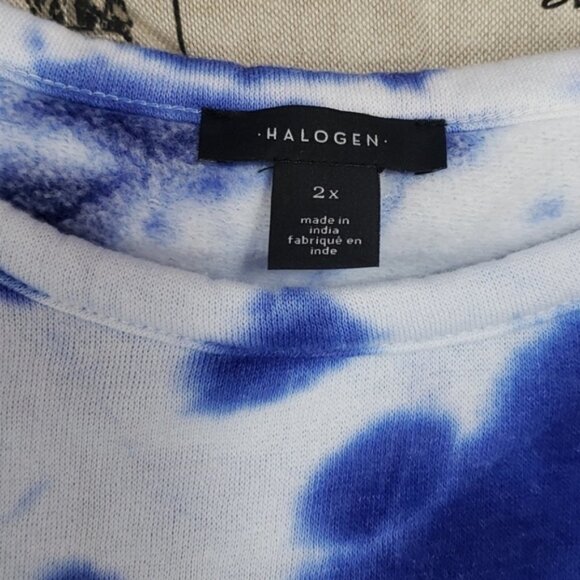 ·HALOGEN·
2x
made in
india
fabriqué en
inde